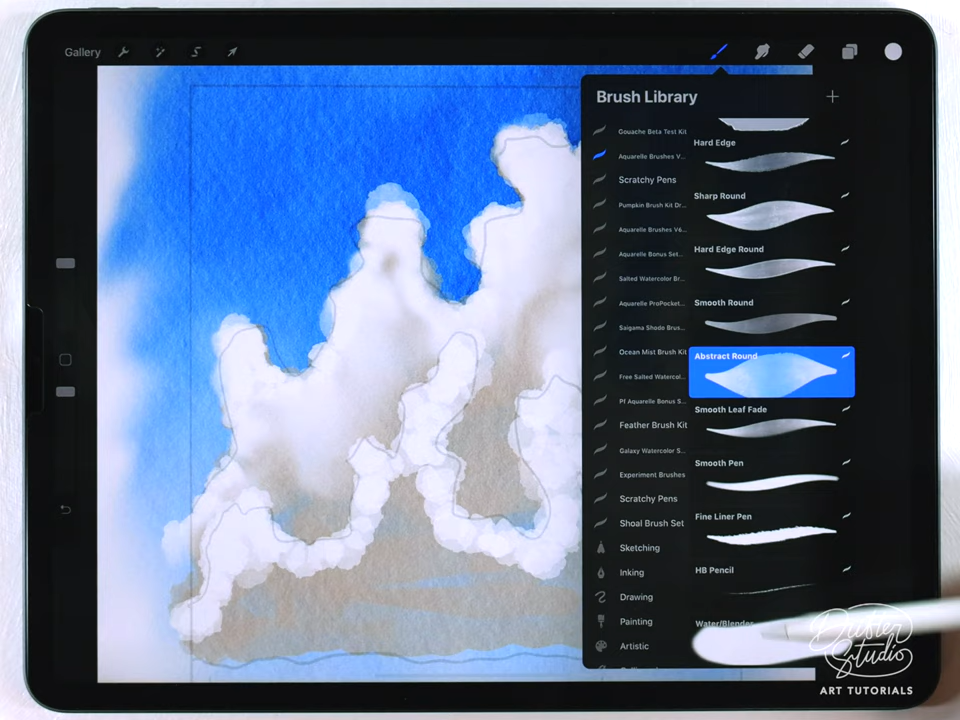 Gallery
Brush Library
Gouache Beta Test Kit
Aquarelle Brushes V...
Scratchy Pens
Pumpkin Brush Kit Dr...
Aquarelle Brushes V6...
Aquarelle Bonus Set...
Salted Watercolor Br...
Aquarelle ProPocket...
Saigama Shodo Brus...
Ocean Mist Brush Kit
Free Salted Watercol...
Pf Aquarelle Bonus S...
Feather Brush Kit
Galaxy Watercolor S...
Experiment Brushes
Scratchy Pens
Shoal Brush Set
Sketching
Inking
Drawing
Painting
Artistic
Hard Edge
Sharp Round
Hard Edge Round
Smooth Round
Abstract Round
Smooth Leaf Fade
Smooth Pen
Fine Liner Pen
HB Pencil
Water/Blender
Studio
ART TUTORIALS